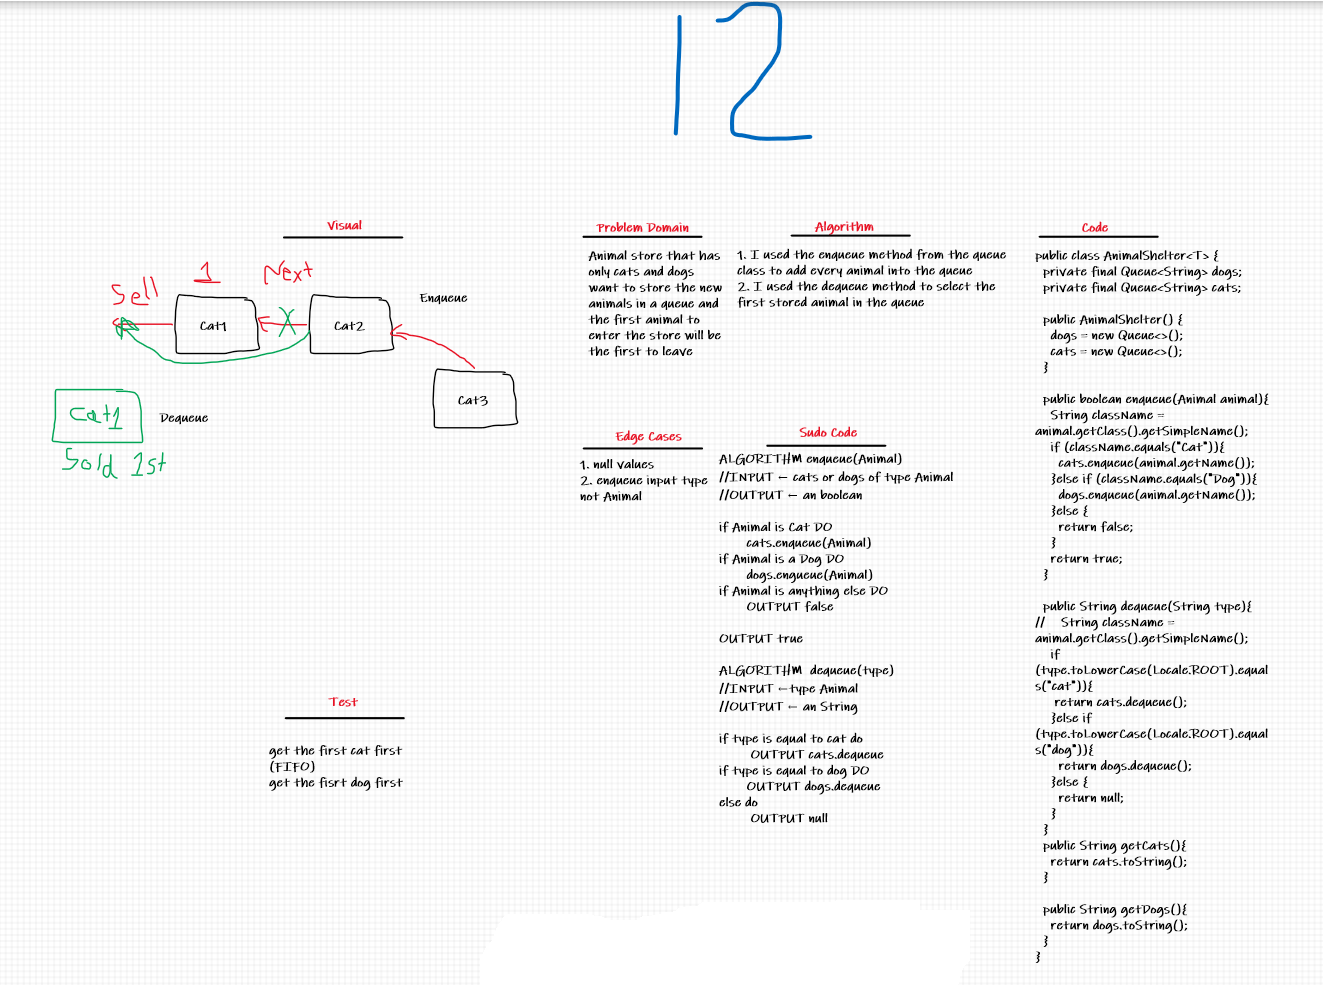 12
Visual
Sell
1
Next
Cat1
Cat2
Enqueue
Cat3
Cat1
Dequeue
Sold 1st
Test
get the first cat first
(FIFO)
get the fisrt dog first
Problem Domain
Animal store that has
only cats and dogs
want to store the new
animals in a queue and
the first animal to
enter the store will be
the first to leave
Edge Cases
1. null values
2. enqueue input type
not Animal
Algorithm
1. I used the enqueue method from the queue
class to add every animal into the queue
2. I used the dequeue method to select the
first stored animal in the queue
Sudo Code
ALGORITHM enqueue(Animal)
//INPUT ← cats or dogs of type Animal
//OUTPUT ← an boolean
if Animal is Cat DO
cats.enqueue(Animal)
if Animal is a Dog DO
dogs.enqueue(Animal)
if Animal is anything else DO
OUTPUT false
OUTPUT true
ALGORITHM dequeue(type)
//INPUT ←type Animal
//OUTPUT ← an String
if type is equal to cat do
OUTPUT cats.dequeue
if type is equal to dog DO
OUTPUT dogs.dequeue
else do
OUTPUT null
Code
public class AnimalShelter<T> {
private final Queue<String> dogs;
private final Queue<String> cats;
public AnimalShelter() {
dogs = new Queue<>();
cats = new Queue<>();
}
public boolean enqueue(Animal animal){
String className =
animal.getClass().getSimpleName();
if (className.equals("Cat")){
cats.enqueue(animal.getName());
}else if (className.equals("Dog")){
dogs.enqueue(animal.getName());
}else {
return false;
}
return true;
}
public String dequeue(String type){
// String className =
animal.getClass().getSimpleName();
if
(type.toLowerCase(Locale.ROOT).equal
s("cat")){
return cats.dequeue();
}else if
(type.toLowerCase(Locale.ROOT).equal
s("dog")){
return dogs.dequeue();
}else {
return null;
}
}
public String getCats(){
return cats.toString();
}
public String getDogs(){
return dogs.toString();
}
}